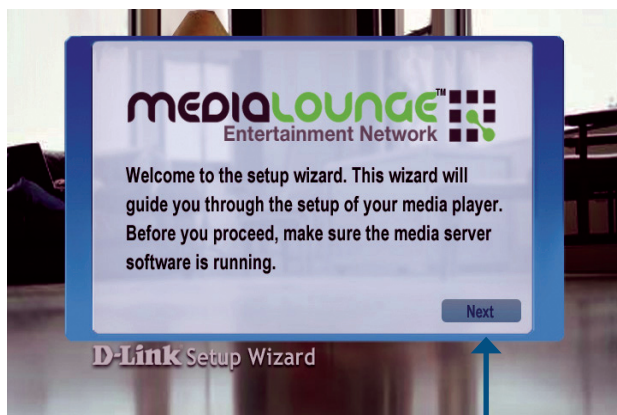 MEDIALOUNGE™
Entertainment Network
Welcome to the setup wizard. This wizard will
guide you through the setup of your media player.
Before you proceed, make sure the media server
software is running.
Next
D-Link Setup Wizard